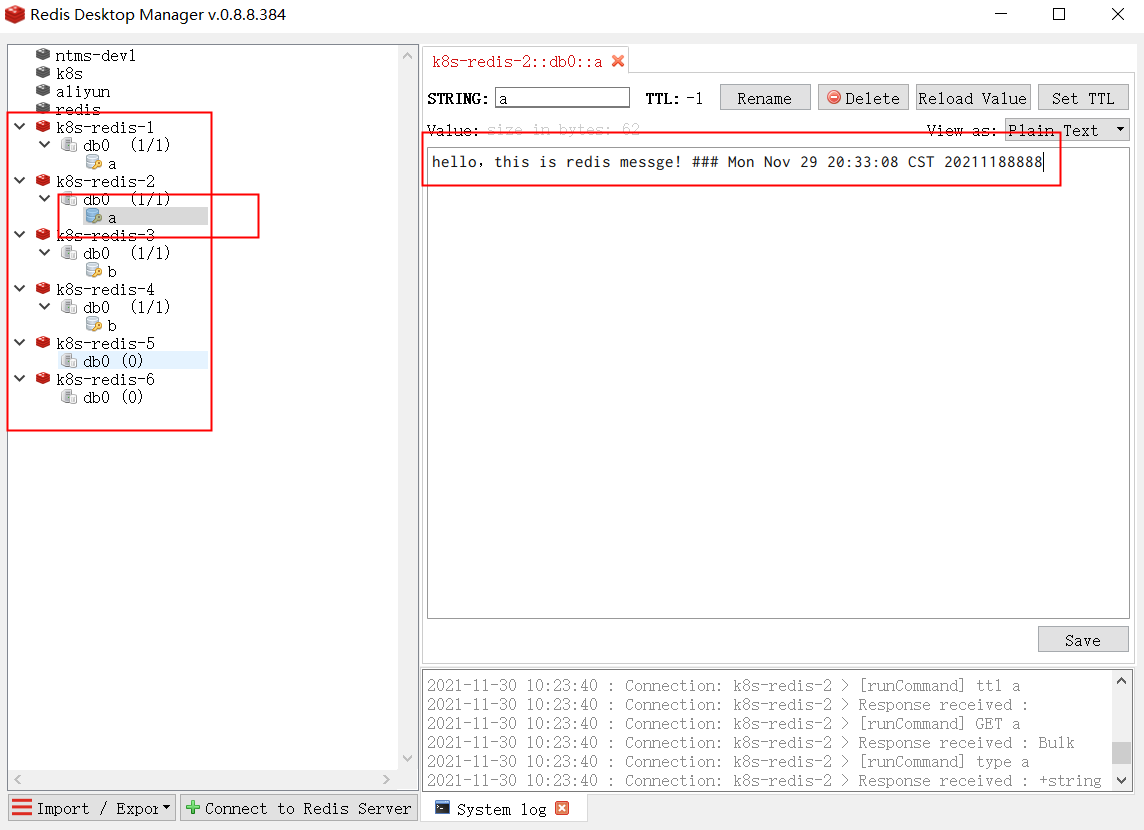 Redis Desktop Manager v.0.8.8.384
ntms-dev1
k8s
aliyun
redis
k8s-redis-1
db0 (1/1)
a
k8s-redis-2
db0 (1/1)
a
k8s-redis-3
db0 (1/1)
b
k8s-redis-4
db0 (1/1)
b
k8s-redis-5
db0 (0)
k8s-redis-6
db0 (0)
Import / Expor
Connect to Redis Server
k8s-redis-2::db0::a
STRING: a TTL: -1 Rename Delete Reload Value Set TTL
Value: size in bytes: 62 View as: Plain Text
hello，this is redis messge! ### Mon Nov 29 20:33:08 CST 20211188888
Save
2021-11-30 10:23:40 : Connection: k8s-redis-2 > [runCommand] ttl a
2021-11-30 10:23:40 : Connection: k8s-redis-2 > Response received :
2021-11-30 10:23:40 : Connection: k8s-redis-2 > [runCommand] GET a
2021-11-30 10:23:40 : Connection: k8s-redis-2 > Response received : Bulk
2021-11-30 10:23:40 : Connection: k8s-redis-2 > [runCommand] type a
2021-11-30 10:23:40 : Connection: k8s-redis-2 > Response received : +string
System log